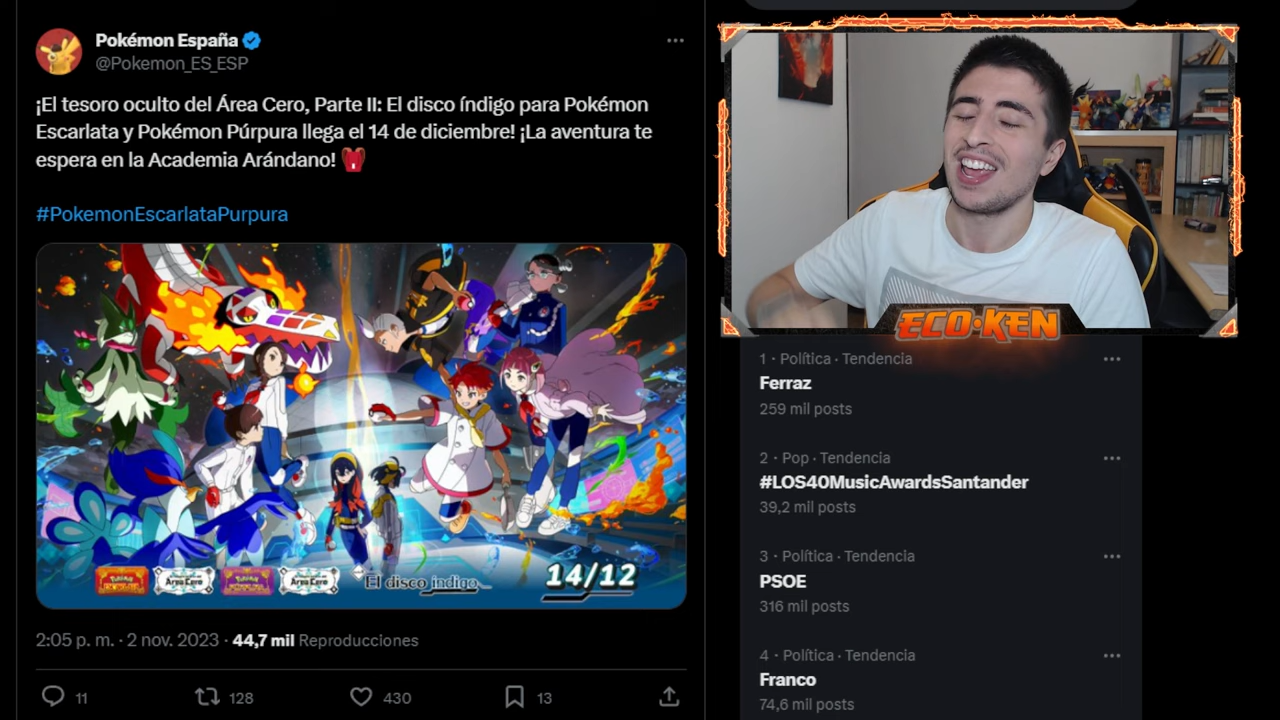 Pokémon España
@Pokemon_ES_ESP
¡El tesoro oculto del Área Cero, Parte II: El disco índigo para Pokémon
Escarlata y Pokémon Púrpura llega el 14 de diciembre! ¡La aventura te
espera en la Academia Arándano!
#PokemonEscarlataPurpura
Área Cero
Área Cero
El disco índigo
14/12
2:05 p. m. · 2 nov. 2023 · 44,7 mil Reproducciones
11
128
430
13
ECO·KEN
1 · Política · Tendencia
Ferraz
259 mil posts
2 · Pop · Tendencia
#LOS40MusicAwardsSantander
39,2 mil posts
3 · Política · Tendencia
PSOE
316 mil posts
4 · Política · Tendencia
Franco
74,6 mil posts